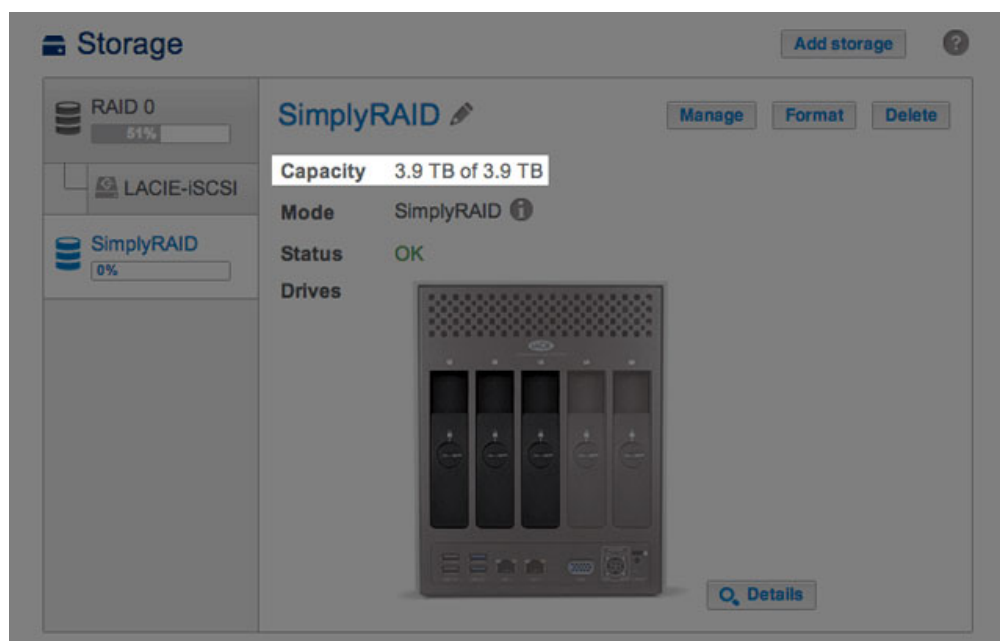 Storage
Add storage
?
RAID 0
51%
LACIE-iSCSI
SimplyRAID
0%
SimplyRAID
Manage
Format
Delete
Capacity 3.9 TB of 3.9 TB
Mode SimplyRAID i
Status OK
Drives
LACIE
Details